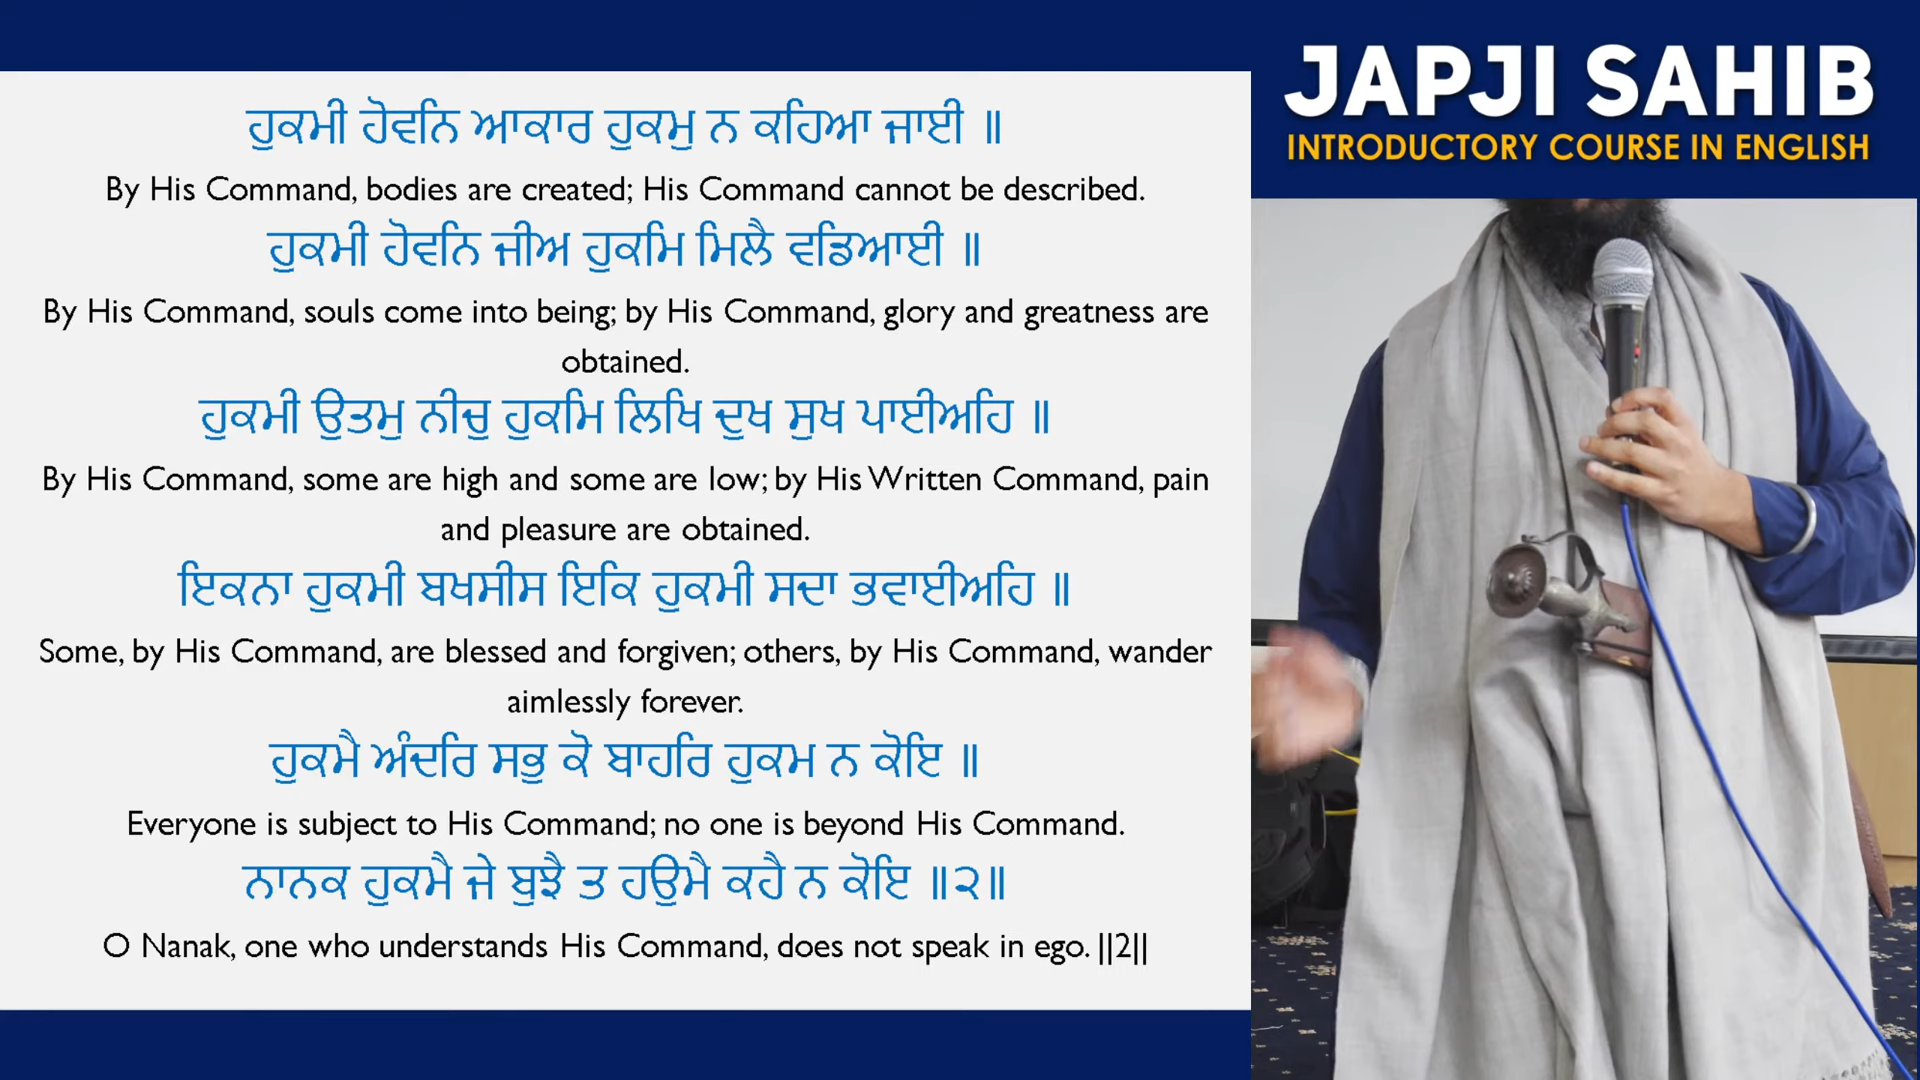 JAPJI SAHIB
INTRODUCTORY COURSE IN ENGLISH
ਹੁਕਮੀ ਹੋਵਨਿ ਆਕਾਰ ਹੁਕਮੁ ਨ ਕਹਿਆ ਜਾਈ ॥
By His Command, bodies are created; His Command cannot be described.
ਹੁਕਮੀ ਹੋਵਨਿ ਜੀਅ ਹੁਕਮਿ ਮਿਲੈ ਵਡਿਆਈ ॥
By His Command, souls come into being; by His Command, glory and greatness are
obtained.
ਹੁਕਮੀ ਉਤਮੁ ਨੀਚੁ ਹੁਕਮਿ ਲਿਖਿ ਦੁਖ ਸੁਖ ਪਾਈਅਹਿ ॥
By His Command, some are high and some are low; by His Written Command, pain
and pleasure are obtained.
ਇਕਨਾ ਹੁਕਮੀ ਬਖਸੀਸ ਇਕਿ ਹੁਕਮੀ ਸਦਾ ਭਵਾਈਅਹਿ ॥
Some, by His Command, are blessed and forgiven; others, by His Command, wander
aimlessly forever.
ਹੁਕਮੈ ਅੰਦਰਿ ਸਭੁ ਕੋ ਬਾਹਰਿ ਹੁਕਮ ਨ ਕੋਇ ॥
Everyone is subject to His Command; no one is beyond His Command.
ਨਾਨਕ ਹੁਕਮੈ ਜੇ ਬੁਝੈ ਤ ਹਉਮੈ ਕਹੈ ਨ ਕੋਇ ॥੨॥
O Nanak, one who understands His Command, does not speak in ego. ||2||